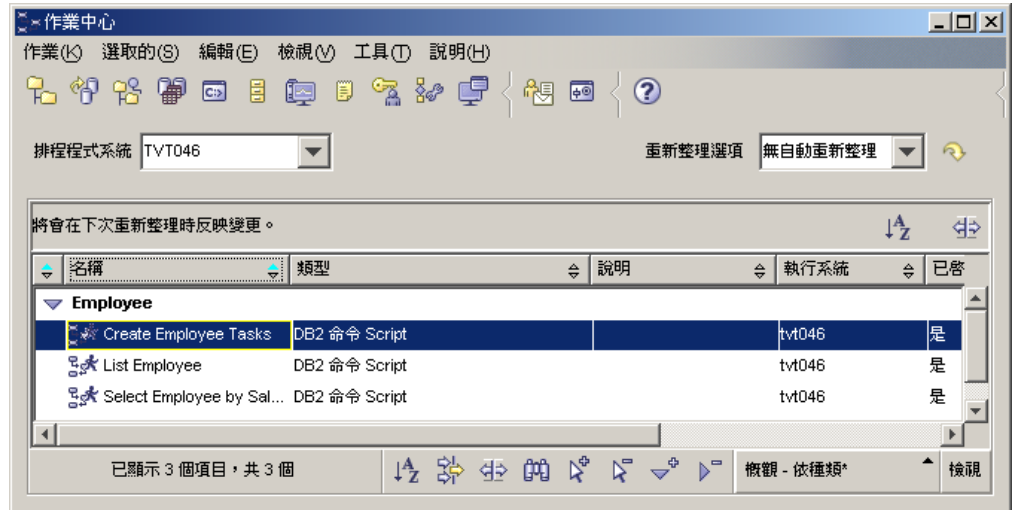 作業中心
作業(K) 選取的(S) 編輯(E) 檢視(V) 工具(T) 說明(H)
排程程式系統 TVT046 重新整理選項 無自動重新整理
將會在下次重新整理時反映變更。
名稱 類型 說明 執行系統 已啓
Employee
Create Employee Tasks DB2 命令 Script tvt046 是
List Employee DB2 命令 Script tvt046 是
Select Employee by Sal... DB2 命令 Script tvt046 是
已顯示 3 個項目，共 3 個 概觀 - 依種類* 檢視